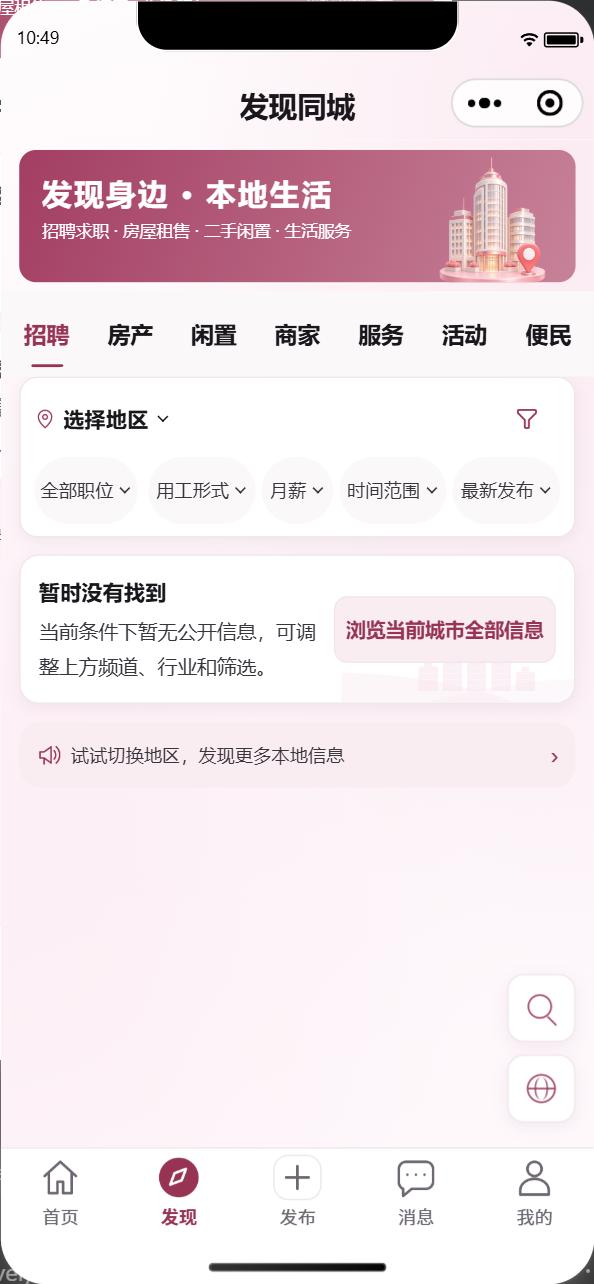 10:49
发现同城
发现身边·本地生活
招聘求职·房屋租售·二手闲置·生活服务
招聘 房产 闲置 商家 服务 活动 便民
选择地区
全部职位 用工形式 月薪 时间范围 最新发布
暂时没有找到
当前条件下暂无公开信息，可调
整上方频道、行业和筛选。
浏览当前城市全部信息
试试切换地区，发现更多本地信息
首页 发现 发布 消息 我的